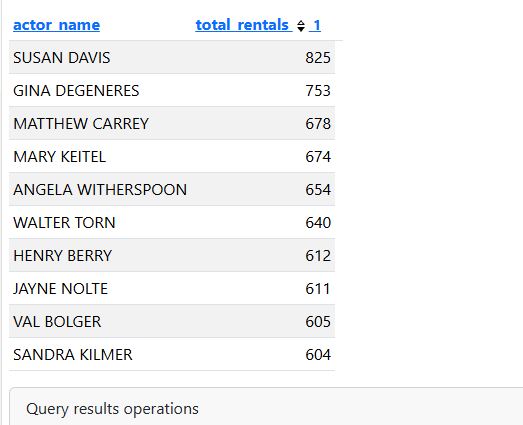 actor_name total_rentals 1
SUSAN DAVIS 825
GINA DEGENERES 753
MATTHEW CARREY 678
MARY KEITEL 674
ANGELA WITHERSPOON 654
WALTER TORN 640
HENRY BERRY 612
JAYNE NOLTE 611
VAL BOLGER 605
SANDRA KILMER 604
Query results operations